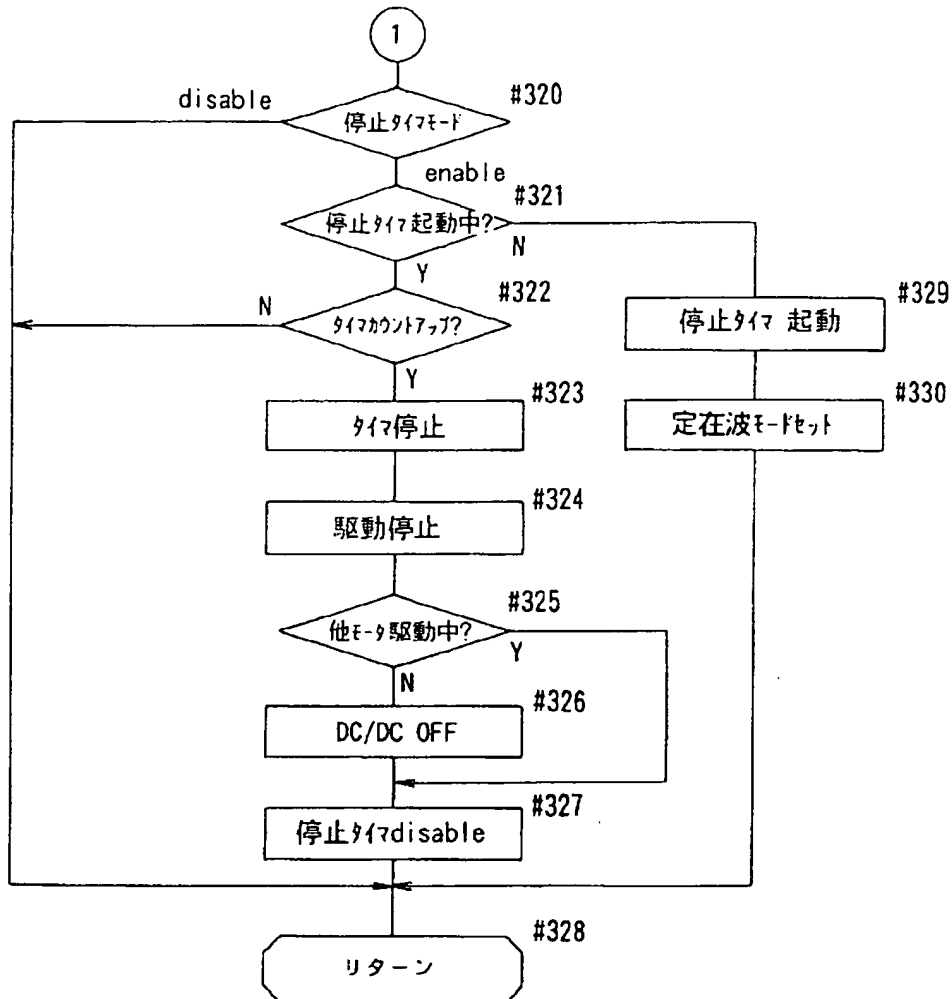 1
#320
disable
停止タイマモード
enable
#321
停止タイマ起動中?
N
Y
#322
N
タイマカウントアップ?
#329
停止タイマ 起動
Y
#323
#330
タイマ停止
定在波モードセット
#324
駆動停止
#325
他モータ駆動中?
Y
N
#326
DC/DC OFF
#327
停止タイマdisable
#328
リターン